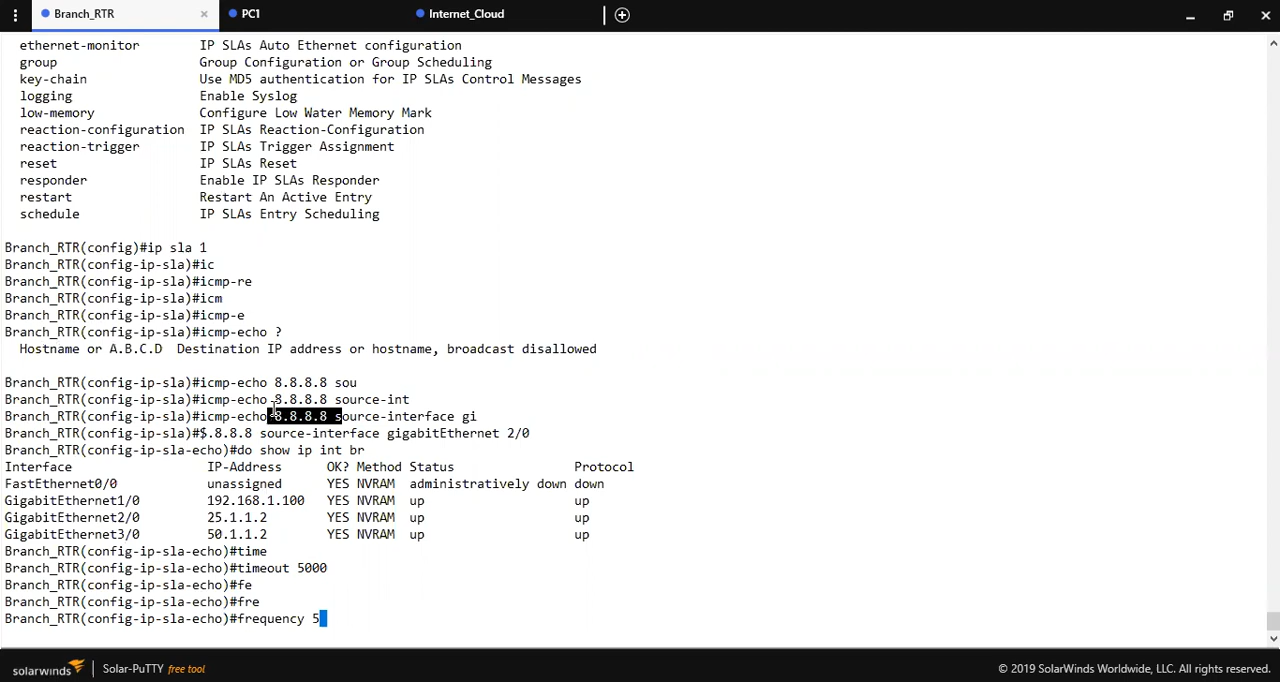 Branch_RTR
PC1
Internet_Cloud
ethernet-monitor IP SLAs Auto Ethernet configuration
group Group Configuration or Group Scheduling
key-chain Use MD5 authentication for IP SLAs Control Messages
logging Enable Syslog
low-memory Configure Low Water Memory Mark
reaction-configuration IP SLAs Reaction-Configuration
reaction-trigger IP SLAs Trigger Assignment
reset IP SLAs Reset
responder Enable IP SLAs Responder
restart Restart An Active Entry
schedule IP SLAs Entry Scheduling
Branch_RTR(config)#ip sla 1
Branch_RTR(config-ip-sla)#ic
Branch_RTR(config-ip-sla)#icmp-re
Branch_RTR(config-ip-sla)#icm
Branch_RTR(config-ip-sla)#icmp-e
Branch_RTR(config-ip-sla)#icmp-echo ?
Hostname or A.B.C.D Destination IP address or hostname, broadcast disallowed
Branch_RTR(config-ip-sla)#icmp-echo 8.8.8.8 sou
Branch_RTR(config-ip-sla)#icmp-echo 8.8.8.8 source-int
Branch_RTR(config-ip-sla)#icmp-echo 8.8.8.8 source-interface gi
Branch_RTR(config-ip-sla)#$.8.8.8 source-interface gigabitEthernet 2/0
Branch_RTR(config-ip-sla-echo)#do show ip int br
Interface IP-Address OK? Method Status Protocol
FastEthernet0/0 unassigned YES NVRAM administratively down down
GigabitEthernet1/0 192.168.1.100 YES NVRAM up up
GigabitEthernet2/0 25.1.1.2 YES NVRAM up up
GigabitEthernet3/0 50.1.1.2 YES NVRAM up up
Branch_RTR(config-ip-sla-echo)#time
Branch_RTR(config-ip-sla-echo)#timeout 5000
Branch_RTR(config-ip-sla-echo)#fe
Branch_RTR(config-ip-sla-echo)#fre
Branch_RTR(config-ip-sla-echo)#frequency 5
solarwinds Solar-PuTTY free tool
© 2019 SolarWinds Worldwide, LLC. All rights reserved.